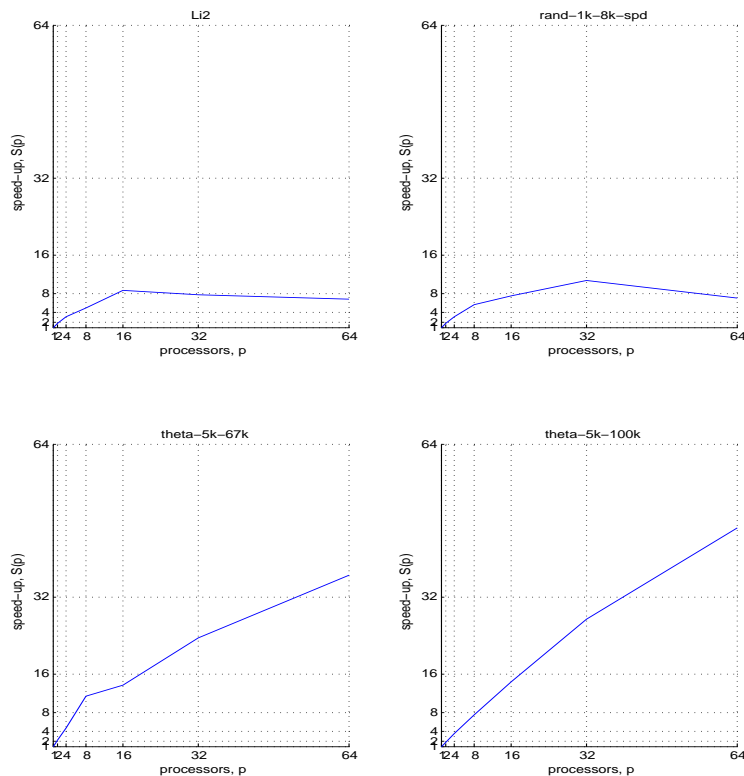 Li2
64
32
16
8
4
2
1
speed-up, S(p)
1 2 4 8 16 32 64
processors, p
rand-1k-8k-spd
64
32
16
8
4
2
1
speed-up, S(p)
1 2 4 8 16 32 64
processors, p
theta-5k-67k
64
32
16
8
4
2
1
speed-up, S(p)
1 2 4 8 16 32 64
processors, p
theta-5k-100k
64
32
16
8
4
2
1
speed-up, S(p)
1 2 4 8 16 32 64
processors, p